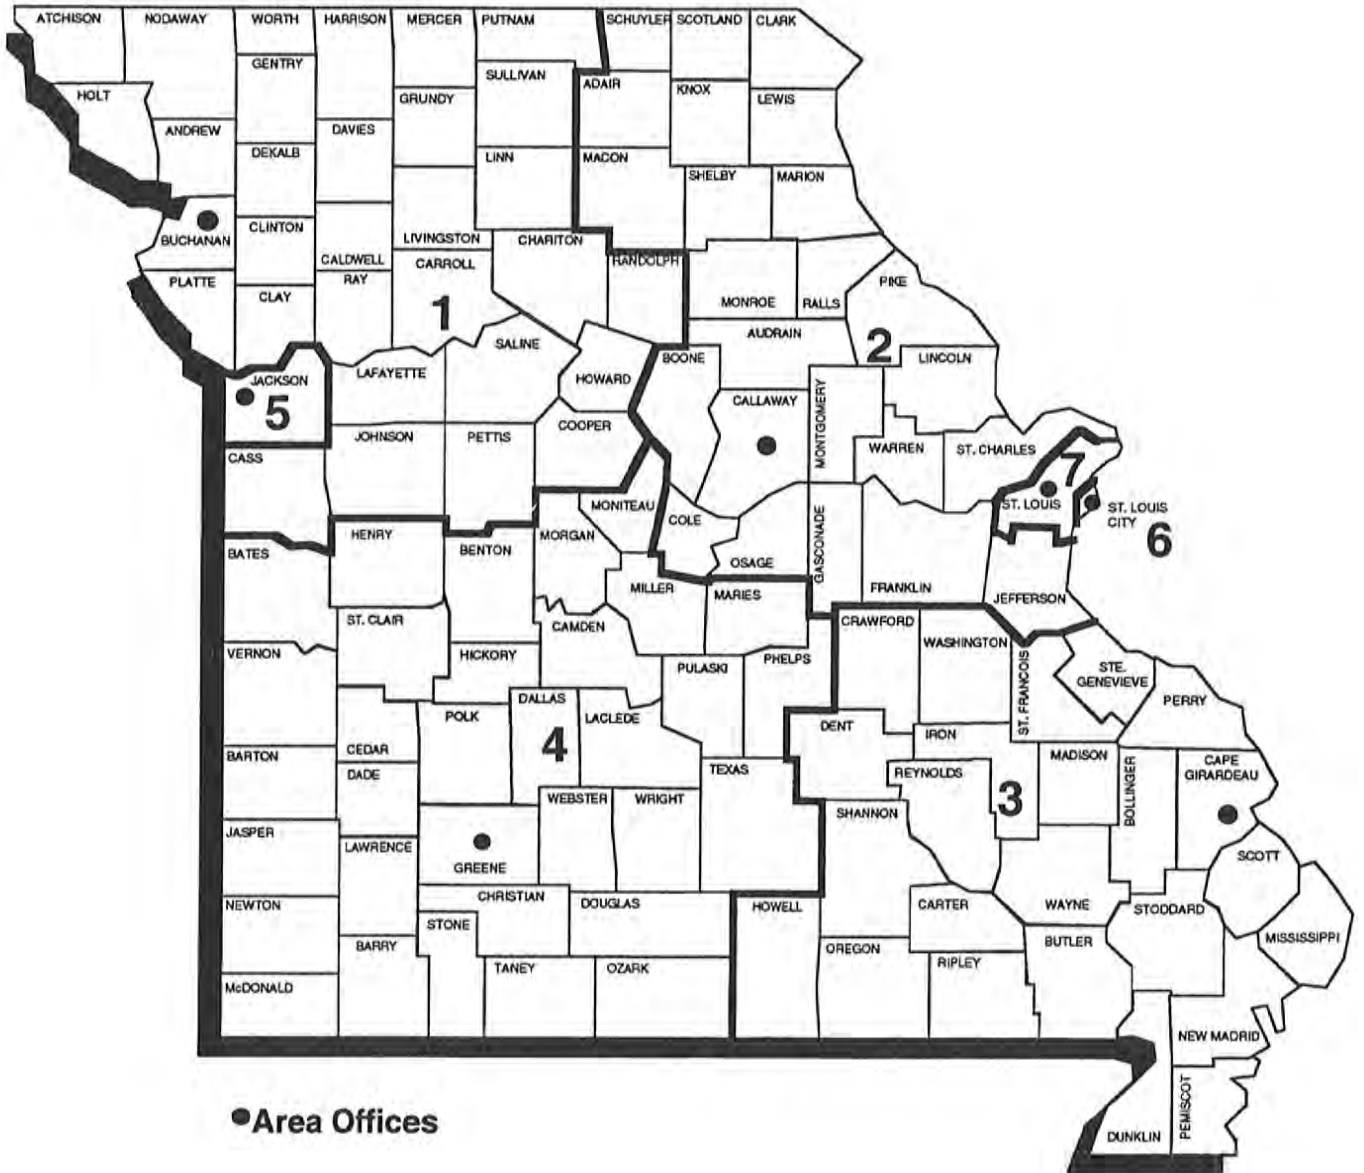 ATCHISON
NODAWAY
WORTH
HARRISON
MERCER
PUTNAM
SCHUYLER
SCOTLAND
CLARK
GENTRY
SULLIVAN
ADAIR
KNOX
LEWIS
HOLT
GRUNDY
ANDREW
DAVIES
DEKALB
LINN
MACON
SHELBY
MARION
BUCHANAN
CLINTON
LIVINGSTON
CHARITON
CALDWELL
CARROLL
RANDOLPH
PLATTE
RAY
CLAY
1
MONROE
RALLS
PIKE
SALINE
AUDRAIN
2
LINCOLN
BOONE
JACKSON
5
LAFAYETTE
HOWARD
CALLAWAY
MONTGOMERY
COOPER
JOHNSON
PETTIS
WARREN
ST. CHARLES
7
CASS
ST. LOUIS
ST. LOUIS
CITY
6
MONITEAU
COLE
GASCONADE
HENRY
MORGAN
BATES
BENTON
OSAGE
MILLER
MARIES
FRANKLIN
JEFFERSON
ST. CLAIR
CAMDEN
CRAWFORD
WASHINGTON
VERNON
HICKORY
PULASKI
PHELPS
ST. FRANCOIS
STE.
GENEVIEVE
DALLAS
POLK
LACLEDE
PERRY
4
DENT
IRON
BARTON
CEDAR
MADISON
BOLLINGER
CAPE
GIRARDEAU
DADE
TEXAS
REYNOLDS
3
WEBSTER
WRIGHT
SHANNON
JASPER
LAWRENCE
GREENE
SCOTT
CHRISTIAN
NEWTON
DOUGLAS
HOWELL
CARTER
WAYNE
STODDARD
STONE
BARRY
OREGON
BUTLER
MISSISSIPPI
TANEY
OZARK
RIPLEY
McDONALD
NEW MADRID
PEMISCOT
DUNKLIN
Area Offices